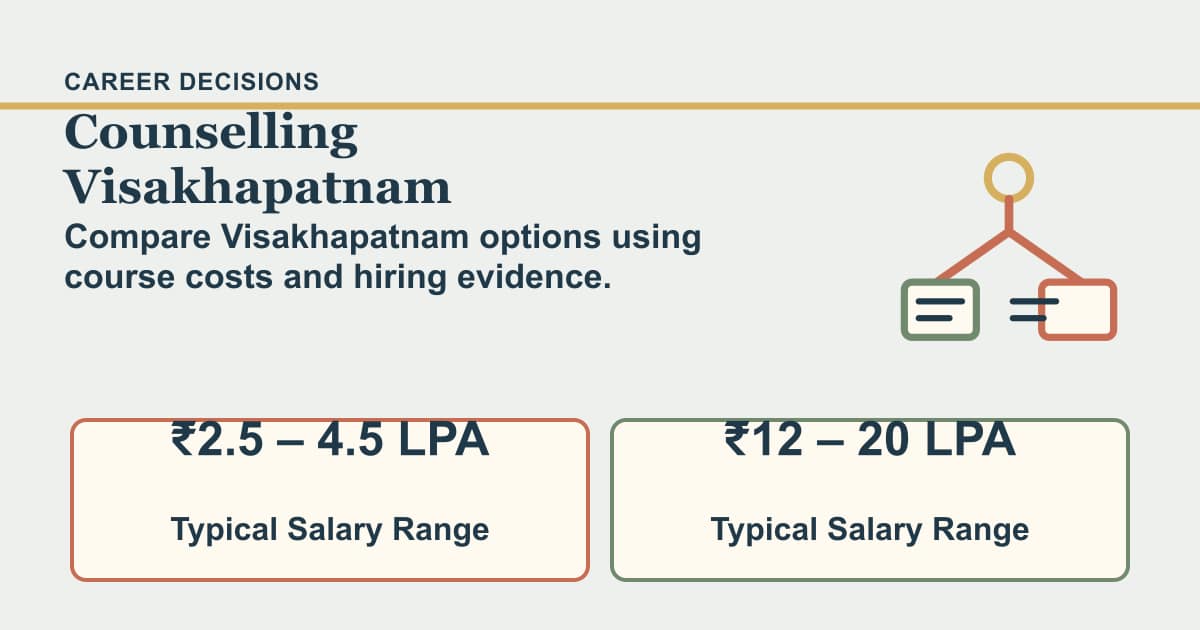 CAREER DECISIONS
Counselling
Visakhapatnam
Compare Visakhapatnam options using
course costs and hiring evidence.
₹2.5 – 4.5 LPA
Typical Salary Range
₹12 – 20 LPA
Typical Salary Range